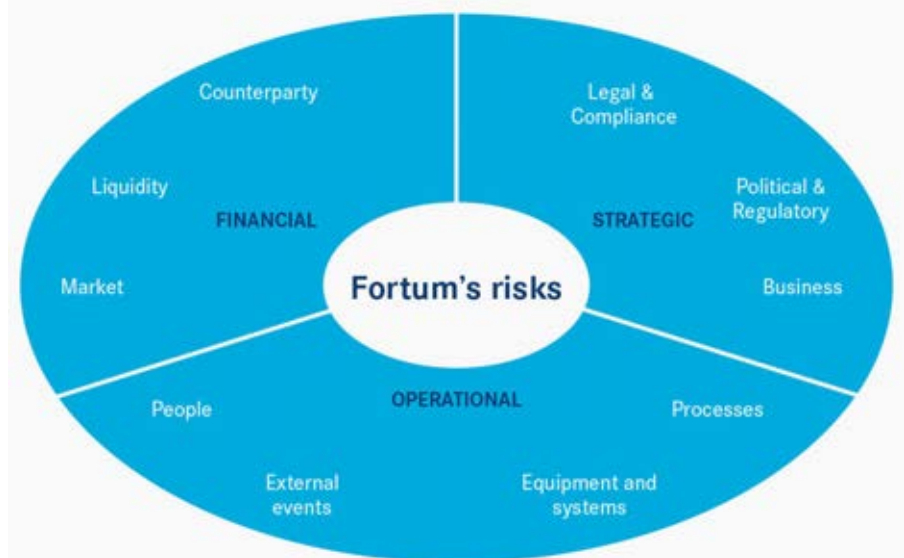 Counterparty
Legal &
Compliance
Liquidity
Political &
Regulatory
FINANCIAL
STRATEGIC
Market
Fortum’s risks
Business
OPERATIONAL
People
Processes
External
events
Equipment and
systems